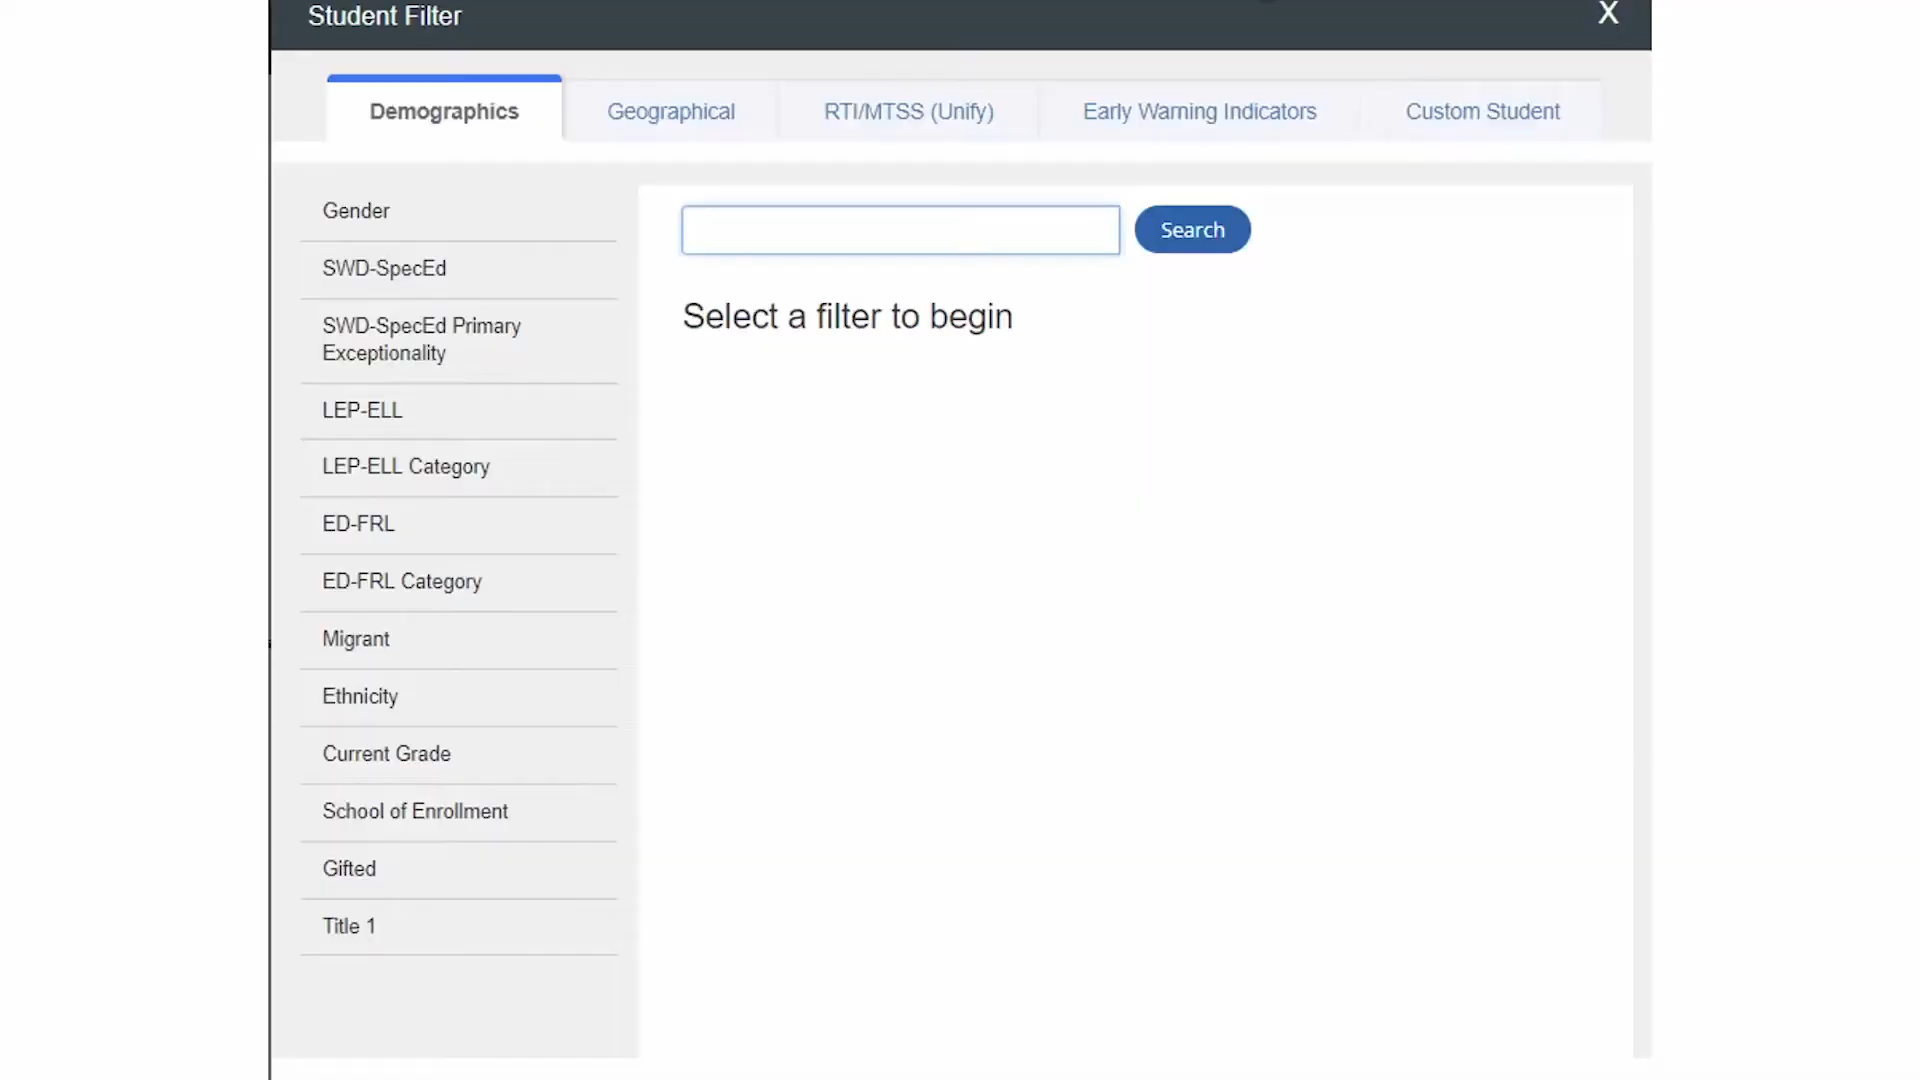 Student Filter
X
Demographics
Geographical
RTI/MTSS (Unify)
Early Warning Indicators
Custom Student
Gender
SWD-SpecEd
SWD-SpecEd Primary
Exceptionality
LEP-ELL
LEP-ELL Category
ED-FRL
ED-FRL Category
Migrant
Ethnicity
Current Grade
School of Enrollment
Gifted
Title 1
Search
Select a filter to begin